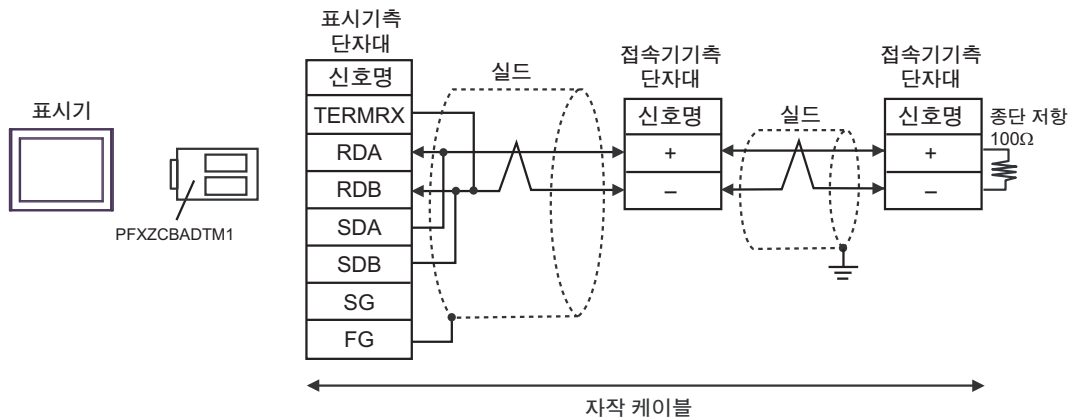 표시기
PFXZCBADTM1
표시기측
단자대
신호명
TERMRX
RDA
RDB
SDA
SDB
SG
FG
실드
접속기기측
단자대
신호명
+
–
실드
접속기기측
단자대
신호명
+
–
종단 저항
100Ω
자작 케이블